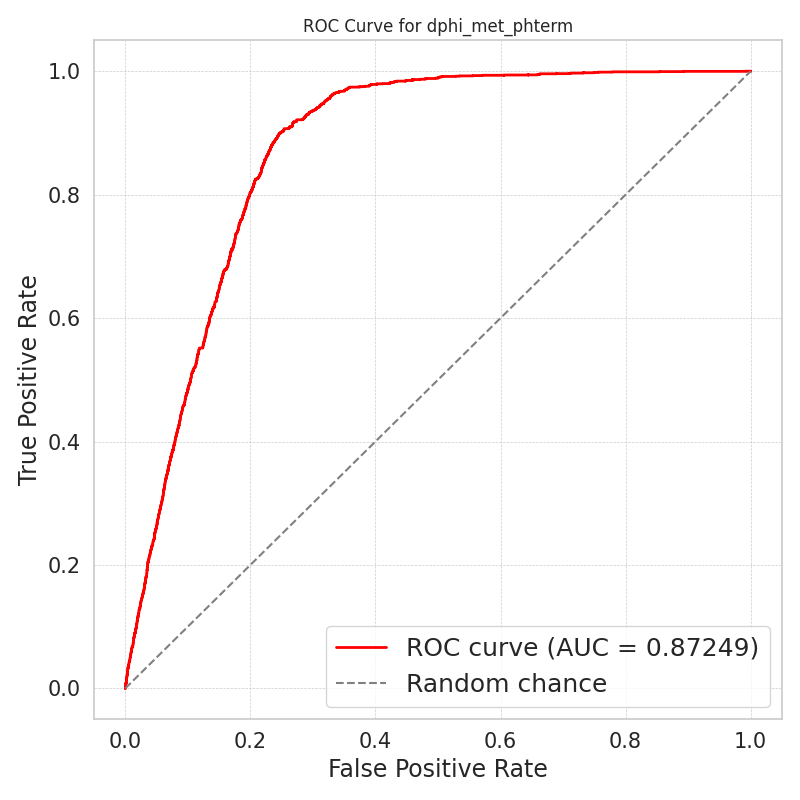 ROC Curve for dphi_met_phterm
True Positive Rate
1.0
0.8
0.6
0.4
0.2
0.0
ROC curve (AUC = 0.87249)
Random chance
0.0 0.2 0.4 0.6 0.8 1.0
False Positive Rate